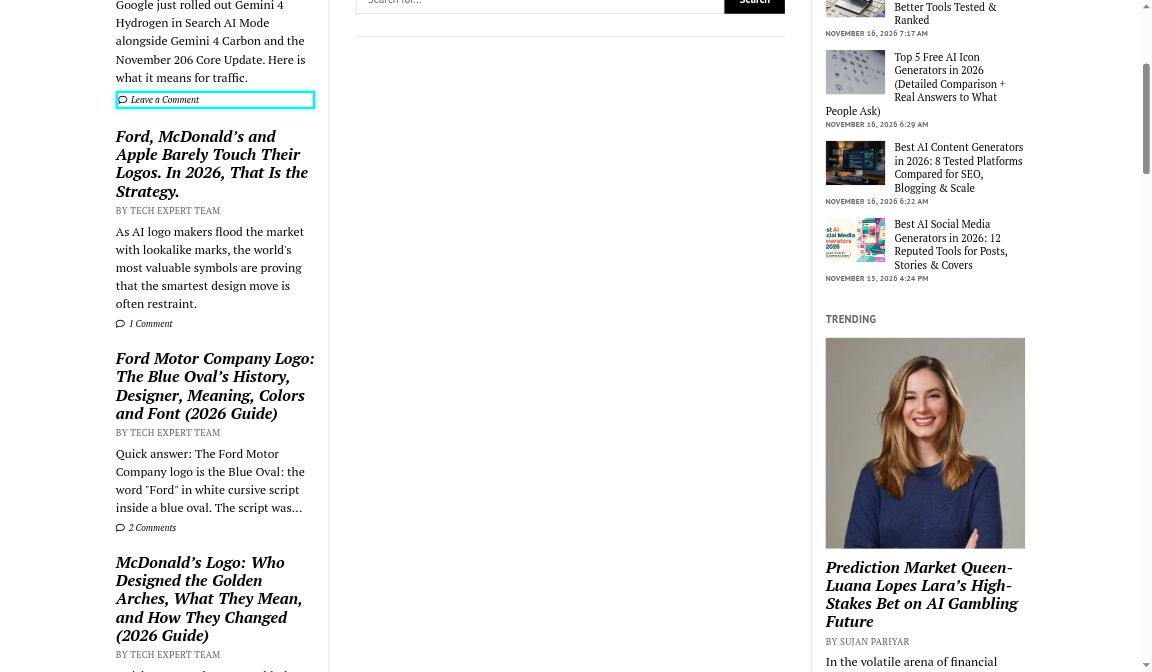 Google just rolled out Gemini 4
Hydrogen in Search AI Mode
alongside Gemini 4 Carbon and the
November 206 Core Update. Here is
what it means for traffic.
Leave a Comment
Ford, McDonald's and
Apple Barely Touch Their
Logos. In 2026, That Is the
Strategy.
BY TECH EXPERT TEAM
As AI logo makers flood the market
with lookalike marks, the world's
most valuable symbols are proving
that the smartest design move is
often restraint.
1 Comment
Ford Motor Company Logo:
The Blue Oval's History,
Designer, Meaning, Colors
and Font (2026 Guide)
BY TECH EXPERT TEAM
Quick answer: The Ford Motor
Company logo is the Blue Oval: the
word "Ford" in white cursive script
inside a blue oval. The script was…
2 Comments
McDonald's Logo: Who
Designed the Golden
Arches, What They Mean,
and How They Changed
(2026 Guide)
BY TECH EXPERT TEAM
Search for...
Search
Better Tools Tested &
Ranked
NOVEMBER 16, 2026 7:17 AM
Top 5 Free AI Icon
Generators in 2026
(Detailed Comparison +
Real Answers to What
People Ask)
NOVEMBER 16, 2026 6:29 AM
Best AI Content Generators
in 2026: 8 Tested Platforms
Compared for SEO,
Blogging & Scale
NOVEMBER 16, 2026 6:22 AM
Best AI Social Media
Generators in 2026: 12
Reputed Tools for Posts,
Stories & Covers
NOVEMBER 15, 2026 4:24 PM
TRENDING
Prediction Market Queen-
Luana Lopes Lara's High-
Stakes Bet on AI Gambling
Future
BY SUJAN PARIYAR
In the volatile arena of financial